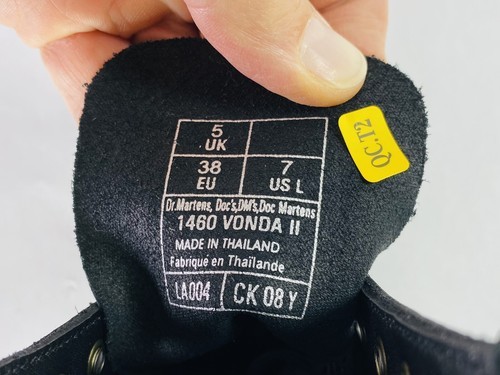 5
UK
38
EU
7
US L
Dr.Martens, Doc's,DM's,Doc Martens
1460 VONDA II
MADE IN THAILAND
Fabriqué en Thaïlande
LA004
CK 08 Y
QC.T2